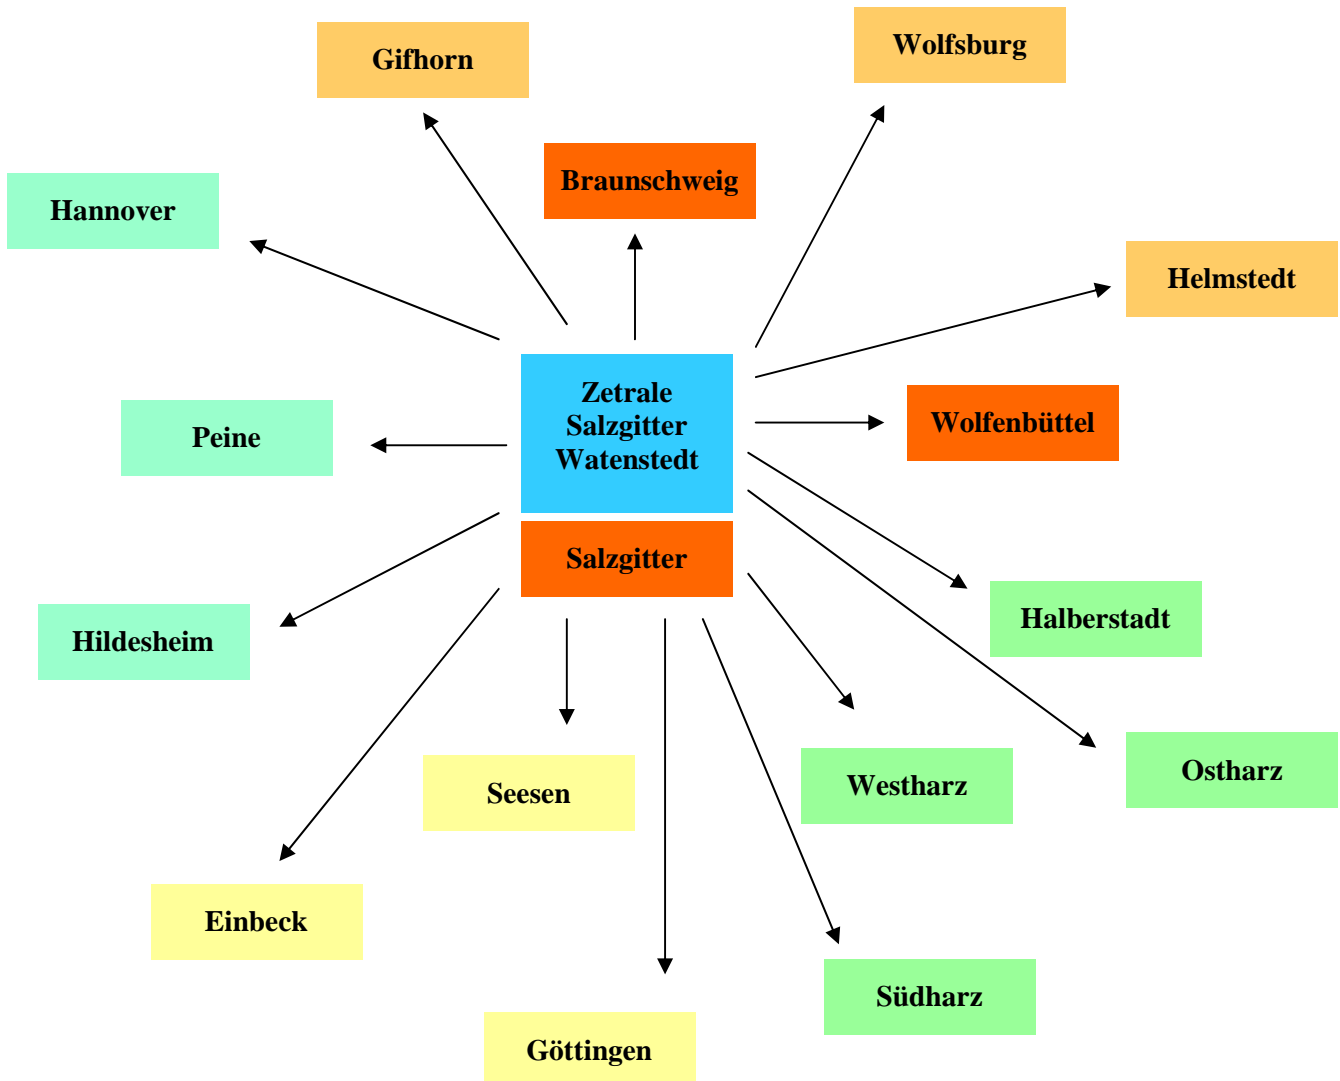 Gifhorn
Wolfsburg
Braunschweig
Hannover
Helmstedt
Zetrale
Salzgitter
Watenstedt
Wolfenbüttel
Peine
Salzgitter
Halberstadt
Hildesheim
Ostharz
Westharz
Seesen
Einbeck
Südharz
Göttingen